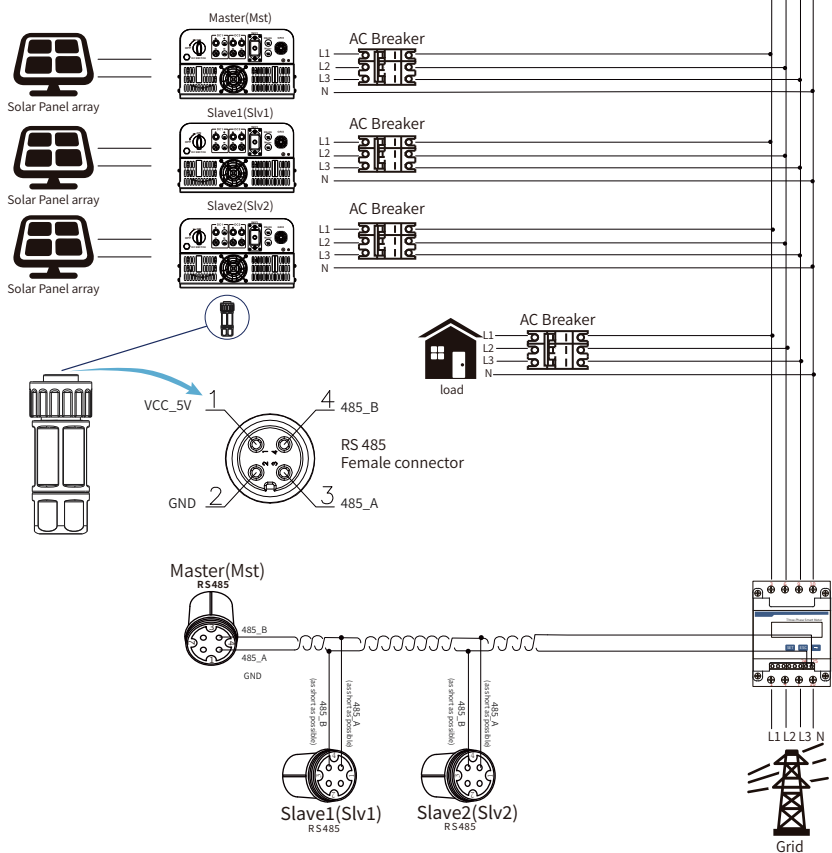 Master(Mst)
AC Breaker
L1
L2
L3
N
Solar Panel array
Slave1(Slv1)
AC Breaker
L1
L2
L3
N
Solar Panel array
Slave2(Slv2)
AC Breaker
L1
L2
L3
N
Solar Panel array
AC Breaker
L1
L2
L3
N
load
VCC_5V
1
4
485_B
RS 485
Female connector
1
4
2
3
GND
2
3
485_A
Master(Mst)
RS485
485_B
485_A
GND
485_B
(as short as possible)
485_A
(as short as possible)
485_B
(as short as possible)
485_A
(as short as possible)
Slave1(Slv1)
RS485
Slave2(Slv2)
RS485
L1 L2 L3 N
Grid